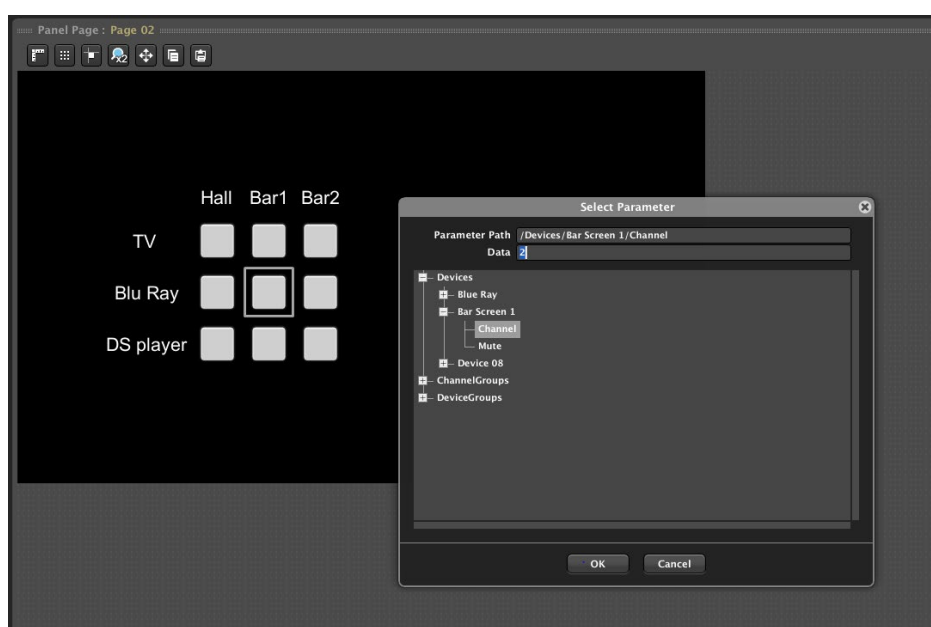 Panel Page : Page 02
x2
Hall Bar1 Bar2
TV
Blu Ray
DS player
Select Parameter
Parameter Path /Devices/Bar Screen 1/Channel
Data 2
Devices
Blue Ray
Bar Screen 1
Channel
Mute
Device 08
ChannelGroups
DeviceGroups
OK Cancel